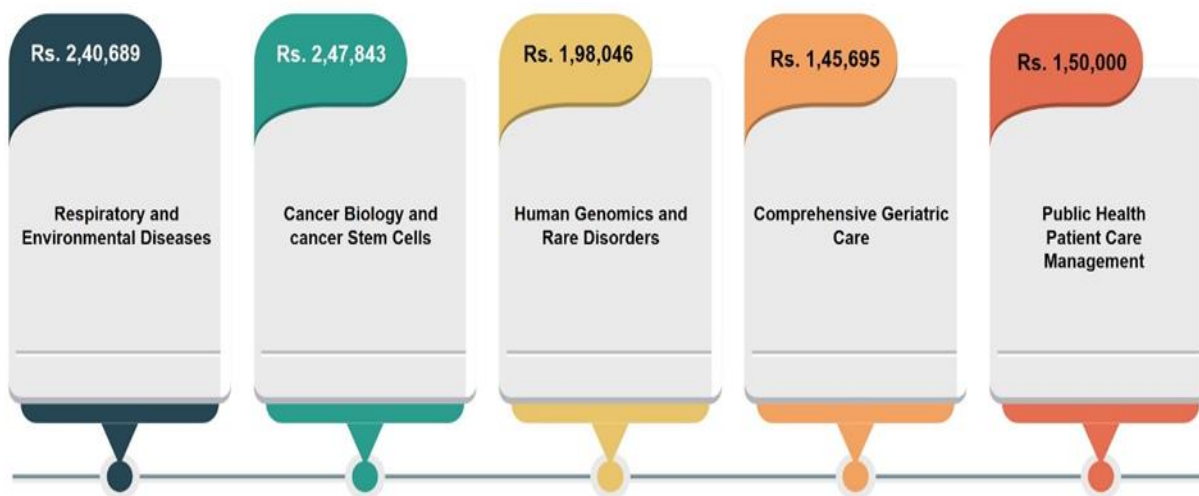 Rs. 2,40,689
Respiratory and
Environmental Diseases
Rs. 2,47,843
Cancer Biology and
cancer Stem Cells
Rs. 1,98,046
Human Genomics and
Rare Disorders
Rs. 1,45,695
Comprehensive Geriatric
Care
Rs. 1,50,000
Public Health
Patient Care
Management